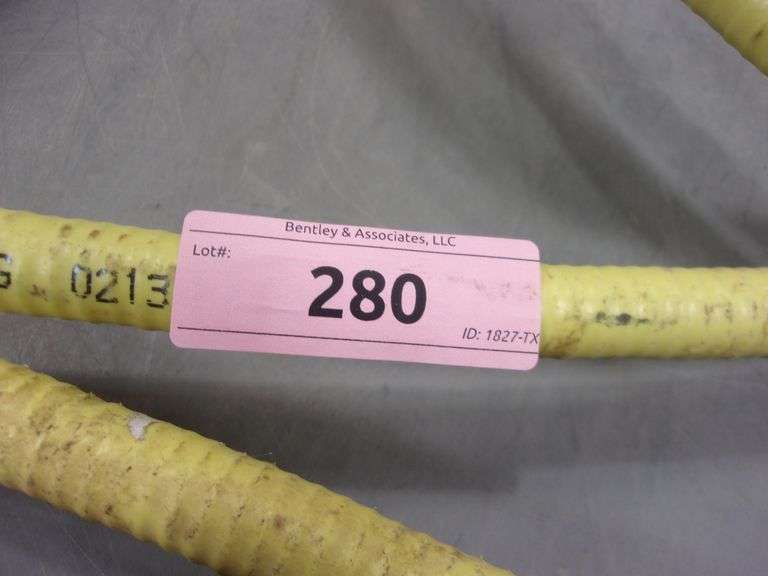 Bentley & Associates, LLC
Lot#:
280
ID: 1827-TX
G 0213